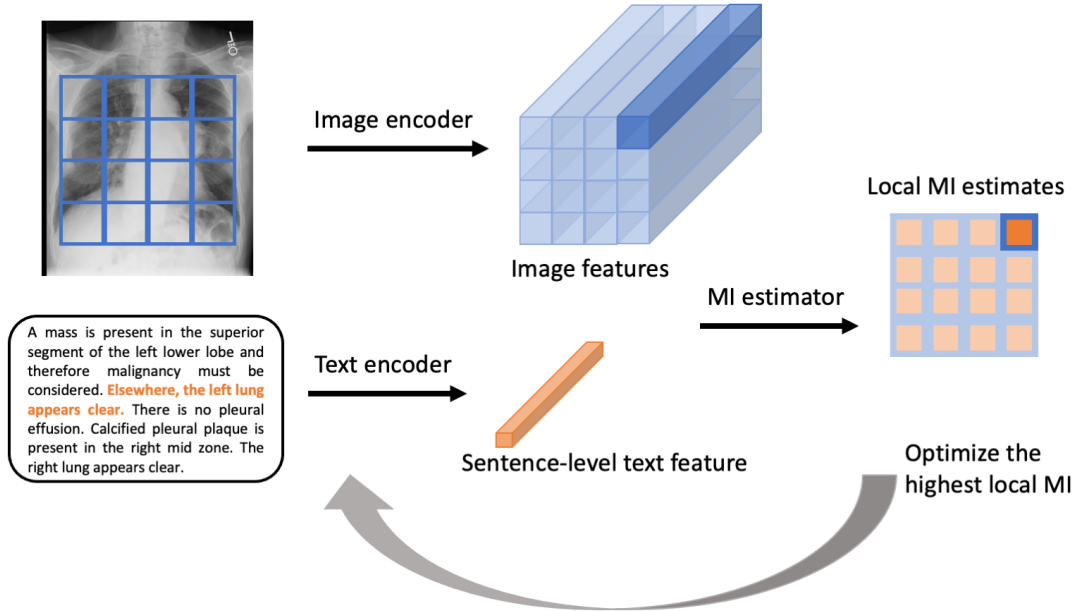 Image encoder
Image features
Local MI estimates
MI estimator
A mass is present in the superior
segment of the left lower lobe and
therefore malignancy must be
considered. Elsewhere, the left lung
appears clear. There is no pleural
effusion. Calcified pleural plaque is
present in the right mid zone. The
right lung appears clear.
Text encoder
Sentence-level text feature
Optimize the
highest local MI